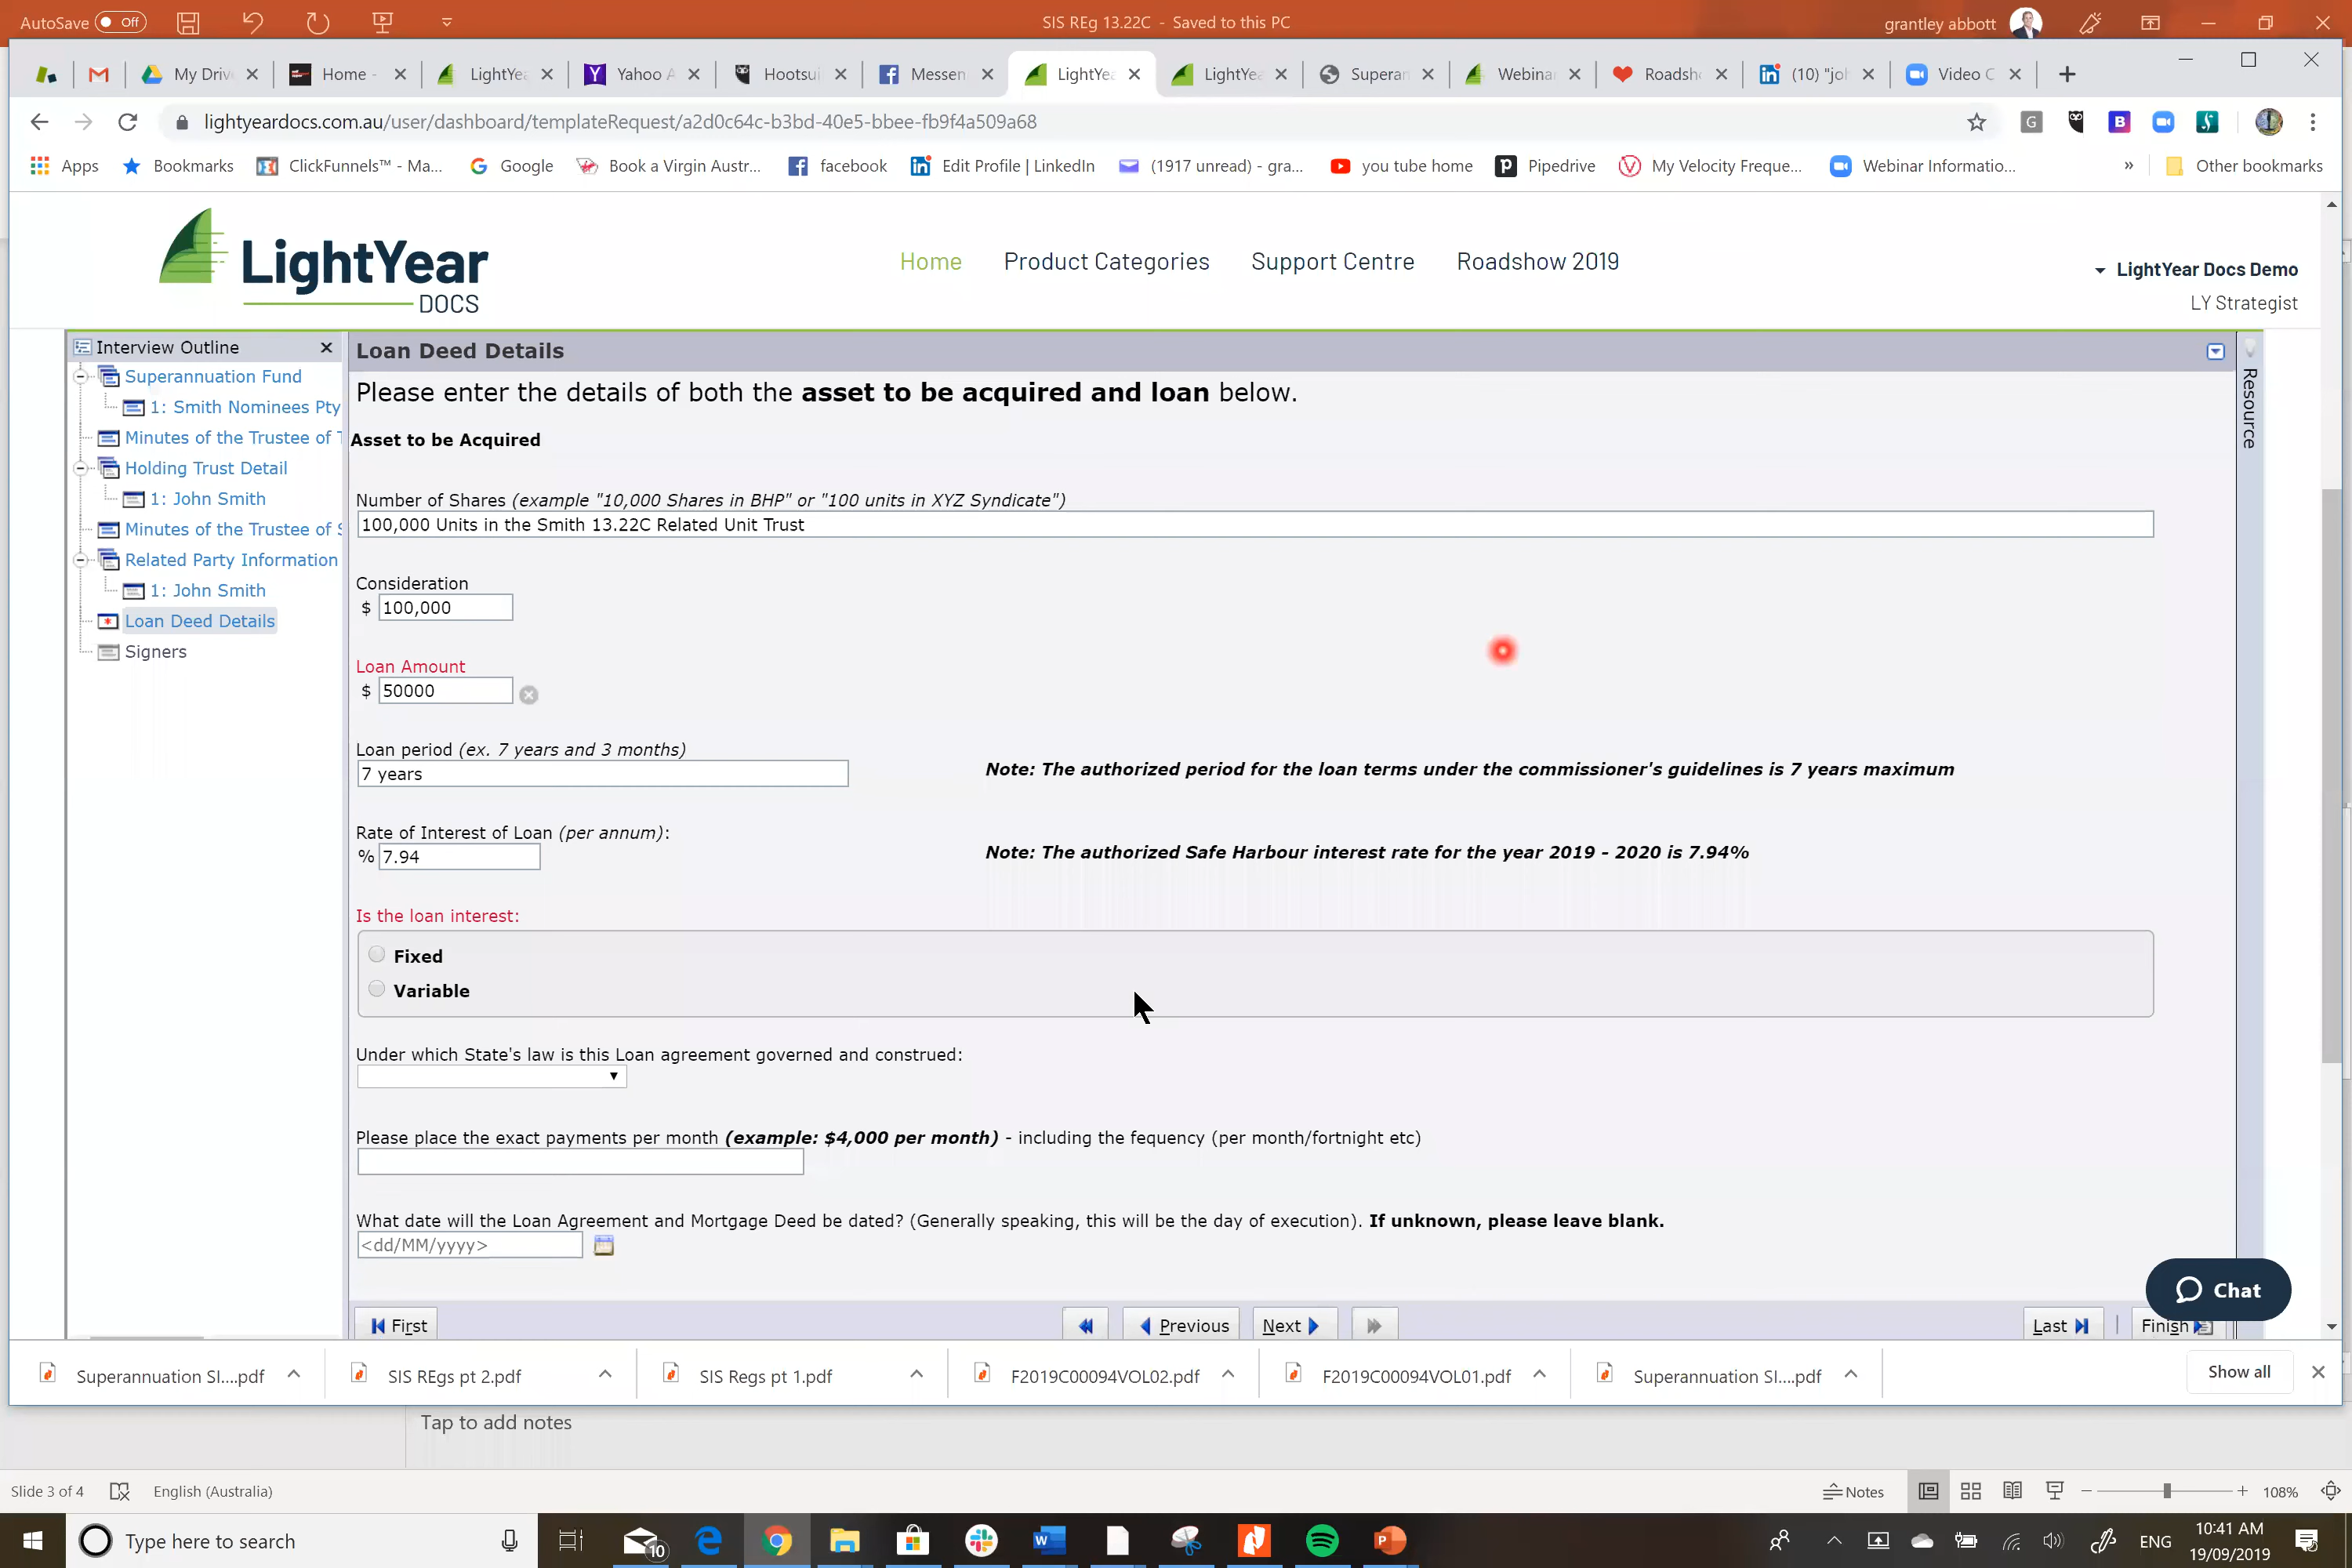 AutoSave Off
SIS REg 13.22C - Saved to this PC
grantley abbott
My Driv
Home -
LightYea
Yahoo A
Hootsui
Messen
LightYea
LightYea
Superan
Webinar
Roadsh
(10) "joh
Video C
lightyeardocs.com.au/user/dashboard/templateRequest/a2d0c64c-b3bd-40e5-bbee-fb9f4a509a68
Apps
Bookmarks
ClickFunnels™ - Ma...
Google
Book a Virgin Austr...
facebook
Edit Profile | LinkedIn
(1917 unread) - gra...
you tube home
Pipedrive
My Velocity Freque...
Webinar Informatio...
»
Other bookmarks
LightYear
DOCS
Home
Product Categories
Support Centre
Roadshow 2019
LightYear Docs Demo
LY Strategist
Interview Outline
Superannuation Fund
1: Smith Nominees Pty
Minutes of the Trustee of T
Holding Trust Detail
1: John Smith
Minutes of the Trustee of S
Related Party Information
1: John Smith
Loan Deed Details
Signers
Loan Deed Details
Resource
Please enter the details of both the asset to be acquired and loan below.
Asset to be Acquired
Number of Shares (example "10,000 Shares in BHP" or "100 units in XYZ Syndicate")
100,000 Units in the Smith 13.22C Related Unit Trust
Consideration
$ 100,000
Loan Amount
$ 50000
Loan period (ex. 7 years and 3 months)
7 years
Note: The authorized period for the loan terms under the commissioner's guidelines is 7 years maximum
Rate of Interest of Loan (per annum):
% 7.94
Note: The authorized Safe Harbour interest rate for the year 2019 - 2020 is 7.94%
Is the loan interest:
Fixed
Variable
Under which State's law is this Loan agreement governed and construed:
Please place the exact payments per month (example: $4,000 per month) - including the fequency (per month/fortnight etc)
What date will the Loan Agreement and Mortgage Deed be dated? (Generally speaking, this will be the day of execution). If unknown, please leave blank.
<dd/MM/yyyy>
Chat
First
Previous
Next
Last
Finish
Superannuation SI....pdf
SIS REgs pt 2.pdf
SIS Regs pt 1.pdf
F2019C00094VOL02.pdf
F2019C00094VOL01.pdf
Superannuation SI....pdf
Show all
Tap to add notes
Slide 3 of 4
English (Australia)
Notes
108%
Type here to search
10
ENG
10:41 AM
19/09/2019